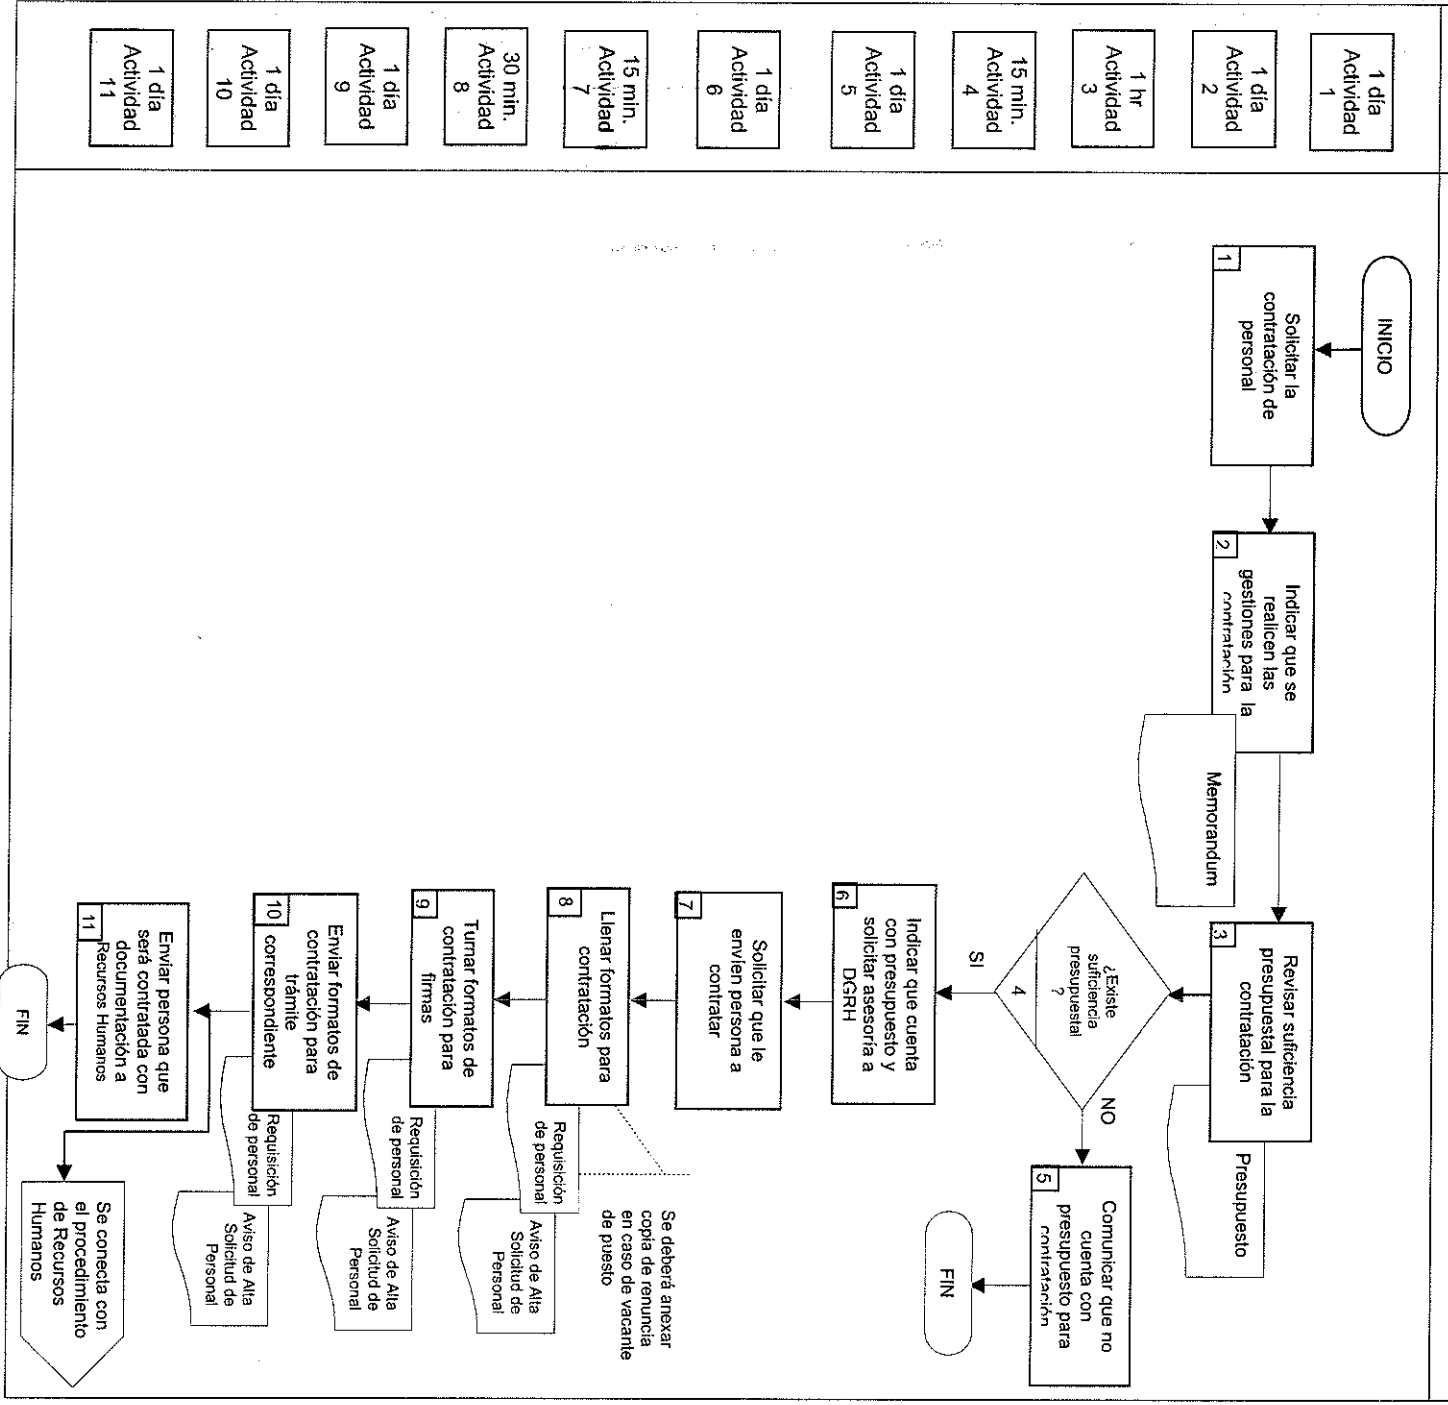 1 día
Actividad
1
1 día
Actividad
2
1 hr
Actividad
3
15 min.
Actividad
4
1 día
Actividad
5
1 día
Actividad
6
15 min.
Actividad
7
30 min.
Actividad
8
1 día
Actividad
9
1 día
Actividad
10
1 día
Actividad
11
INICIO
1
Solicitar la
contratación de
personal
2
Indicar que se
realicen las
gestiones para la
contratación
Memorandum
3
Revisar suficiencia
presupuestal para la
contratación
Presupuesto
¿Existe
suficiencia
presupuestal
?
4
SI
NO
5
Comunicar que no
cuenta con
presupuesto para
contratación
FIN
6
Indicar que cuenta
con presupuesto y
solicitar asesoría a
DGRH
7
Solicitar que le
envíen persona a
contratar
8
Llenar formatos para
contratación
Requisición
de personal
Aviso de Alta
Solicitud de
Personal
Se deberá anexar
copia de renuncia
en caso de vacante
de puesto
9
Turnar formatos de
contratación para
firmas
Requisición
de personal
Aviso de Alta
Solicitud de
Personal
10
Enviar formatos de
contratación para
trámite
correspondiente
Requisición
de personal
Aviso de Alta
Solicitud de
Personal
11
Enviar persona que
será contratada con
documentación a
Recursos Humanos
FIN
Se conecta con
el procedimiento
de Recursos
Humanos